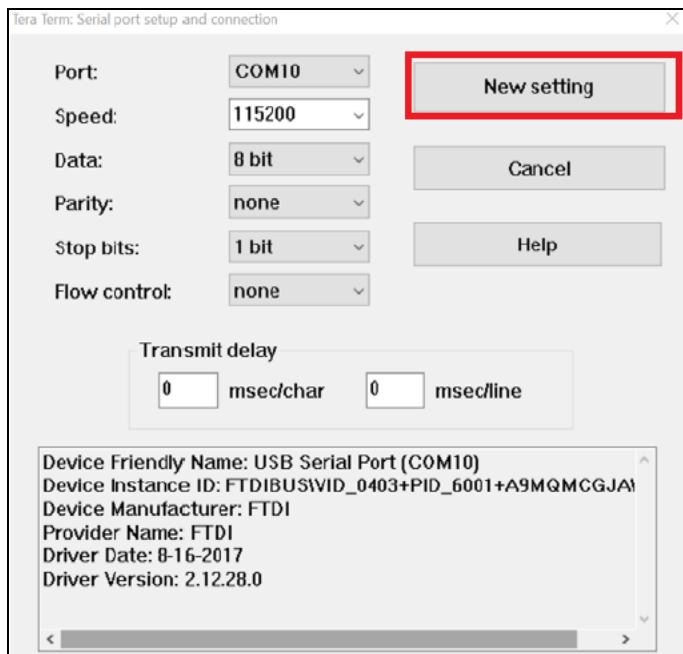 Tera Term: Serial port setup and connection
Port: COM10 New setting
Speed: 115200
Data: 8 bit Cancel
Parity: none
Stop bits: 1 bit Help
Flow control: none
Transmit delay
0 msec/char 0 msec/line
Device Friendly Name: USB Serial Port (COM10)
Device Instance ID: FTDIBUS\VID_0403+PID_6001+A9MQMCGJA\
Device Manufacturer: FTDI
Provider Name: FTDI
Driver Date: 8-16-2017
Driver Version: 2.12.28.0